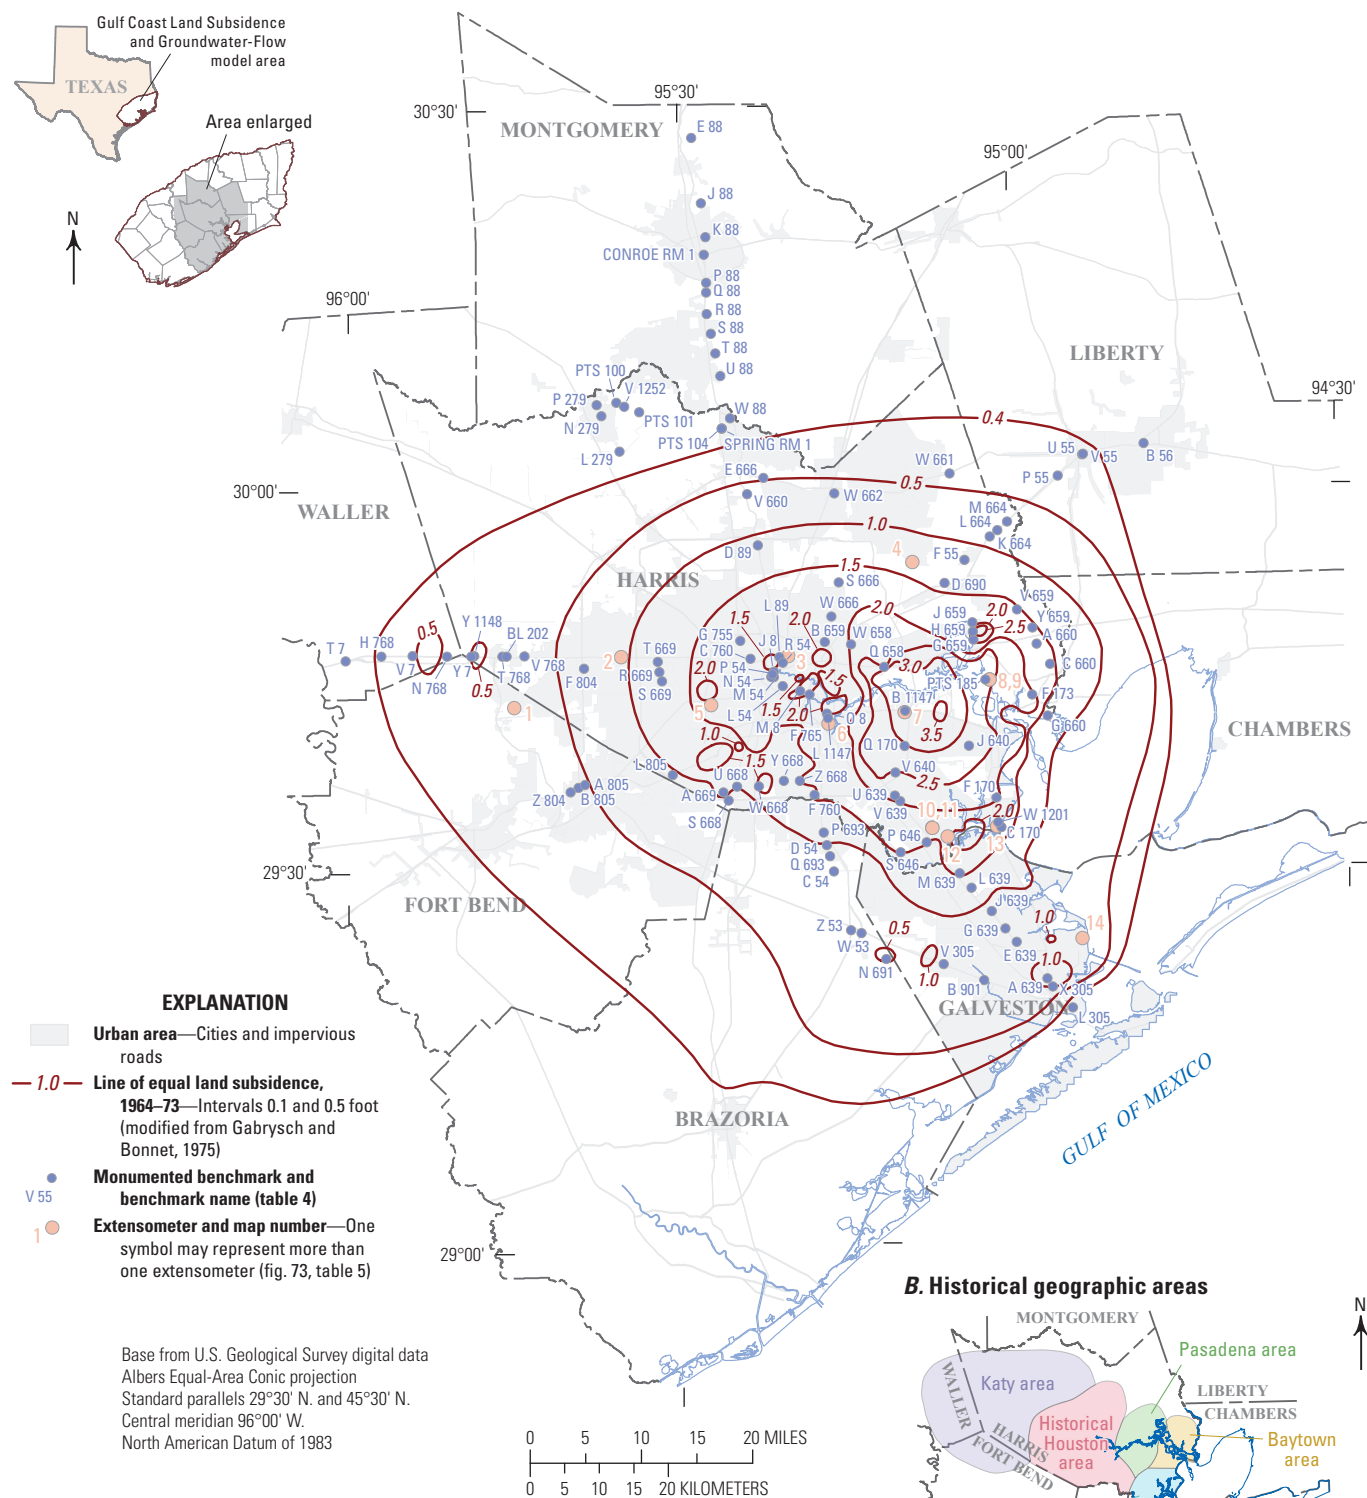 Gulf Coast Land Subsidence
and Groundwater-Flow
model area
TEXAS
Area enlarged
N
95°30'
30°30'
MONTGOMERY
E 88
J 88
K 88
CONROE RM 1
P 88
Q 88
R 88
S 88
T 88
U 88
W 88
SPRING RM 1
PTS 104
95°00'
96°00'
LIBERTY
94°30'
PTS 100
V 1252
P 279
PTS 101
N 279
L 279
0.4
U 55
V 55
B 56
P 55
W 661
E 666
0.5
V 660
W 662
30°00'
WALLER
M 664
L 664
K 664
1.0
D 89
4
F 55
HARRIS
1.5
S 666
D 690
V 659
L 89
W 666
2.0
J 659
2.0
Y 659
1.5
2.0
H 659
2.5
A 660
Y 1148
BL 202
G 755
J 8
R 54
B 659
W 658
G 659
0.5
T 7
H 768
V 7
N 768
Y 7
T 768
V 768
F 804
2
T 669
R 669
S 669
C 760
P 54
N 54
M 54
3
Q 658
3.0
C 660
0.5
2.0
1.5
PTS 185
8,9
F 173
1
5
L 54
1.5
M 8
2.0
F 765
O 8
6
L 1147
B 1147
7
3.5
G 660
CHAMBERS
1.0
Q 170
J 640
1.5
L 805
U 668
Y 668
Z 668
V 640
2.5
Z 804
A 805
B 805
A 669
S 668
W 668
F 760
U 639
V 639
F 170
10,11
2.0
W 1201
C 170
13
P 693
P 646
12
D 54
Q 693
C 54
S 646
M 639
L 639
29°30'
FORT BEND
J 639
1.0
14
Z 53
W 53
0.5
G 639
E 639
N 691
V 305
1.0
1.0
B 901
A 639
X 305
GALVESTON
L 305
BRAZORIA
GULF OF MEXICO
29°00'
EXPLANATION
Urban area—Cities and impervious
roads
1.0 Line of equal land subsidence,
1964–73—Intervals 0.1 and 0.5 foot
(modified from Gabrysch and
Bonnet, 1975)
Monumented benchmark and
V 55 benchmark name (table 4)
1 Extensometer and map number—One
symbol may represent more than
one extensometer (fig. 73, table 5)
Base from U.S. Geological Survey digital data
Albers Equal-Area Conic projection
Standard parallels 29°30' N. and 45°30' N.
Central meridian 96°00' W.
North American Datum of 1983
0 5 10 15 20 MILES
0 5 10 15 20 KILOMETERS
B. Historical geographic areas
N
MONTGOMERY
Pasadena area
WALLER
Katy area
LIBERTY
CHAMBERS
Historical
Houston
area
HARRIS
FORT BEND
Baytown
area